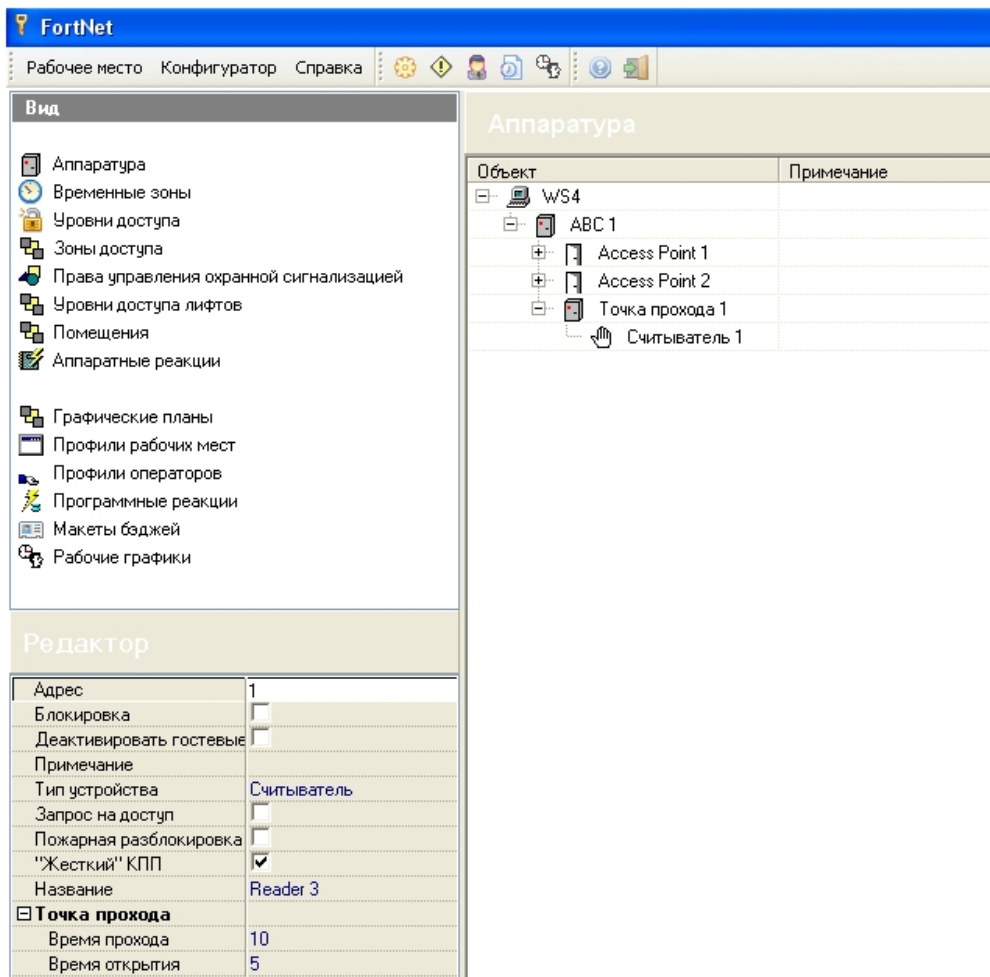 FortNet
Рабочее место Конфигуратор Справка
Вид
Аппаратура
Временные зоны
Уровни доступа
Зоны доступа
Права управления охранной сигнализацией
Уровни доступа лифтов
Помещения
Аппаратные реакции
Графические планы
Профили рабочих мест
Профили операторов
Программные реакции
Макеты бэджей
Рабочие графики
Редактор
Адрес 1
Блокировка
Деактивировать гостевые
Примечание
Тип устройства Считыватель
Запрос на доступ
Пожарная разблокировка
"Жесткий" КПП
Название Reader 3
Точка прохода
Время прохода 10
Время открытия 5
Аппаратура
Объект Примечание
WS4
ABC 1
Access Point 1
Access Point 2
Точка прохода 1
Считыватель 1